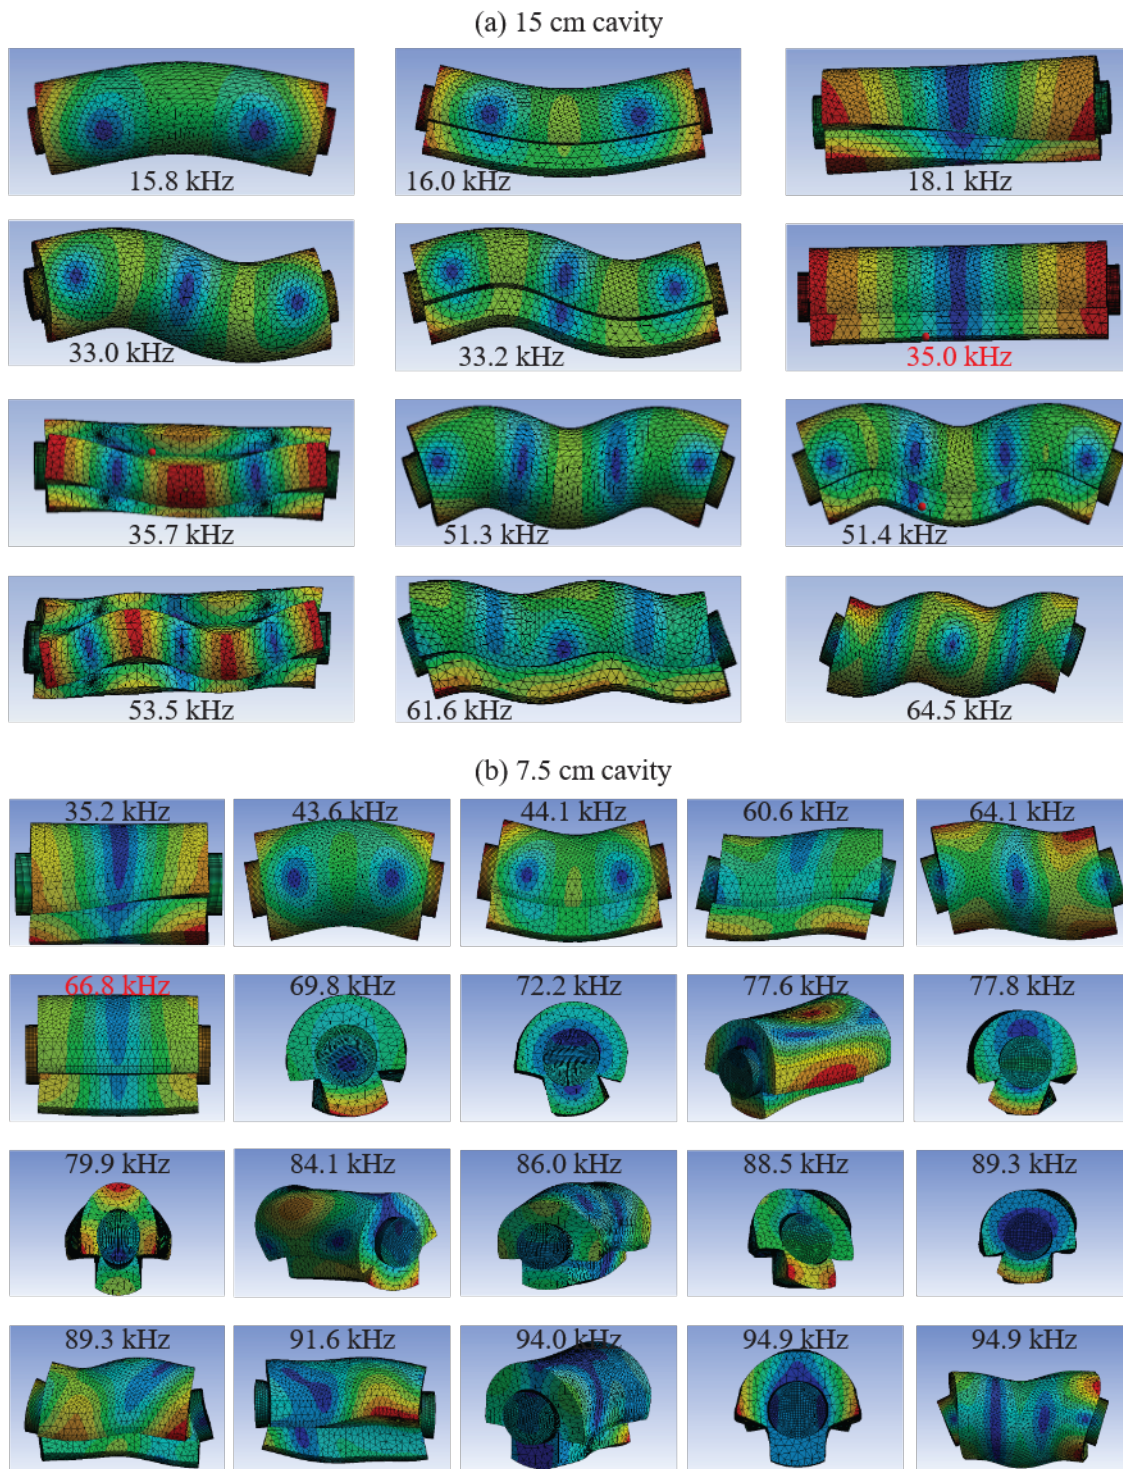 (a) 15 cm cavity
15.8 kHz
16.0 kHz
18.1 kHz
33.0 kHz
33.2 kHz
35.0 kHz
35.7 kHz
51.3 kHz
51.4 kHz
53.5 kHz
61.6 kHz
64.5 kHz
(b) 7.5 cm cavity
35.2 kHz
43.6 kHz
44.1 kHz
60.6 kHz
64.1 kHz
66.8 kHz
69.8 kHz
72.2 kHz
77.6 kHz
77.8 kHz
79.9 kHz
84.1 kHz
86.0 kHz
88.5 kHz
89.3 kHz
89.3 kHz
91.6 kHz
94.0 kHz
94.9 kHz
94.9 kHz